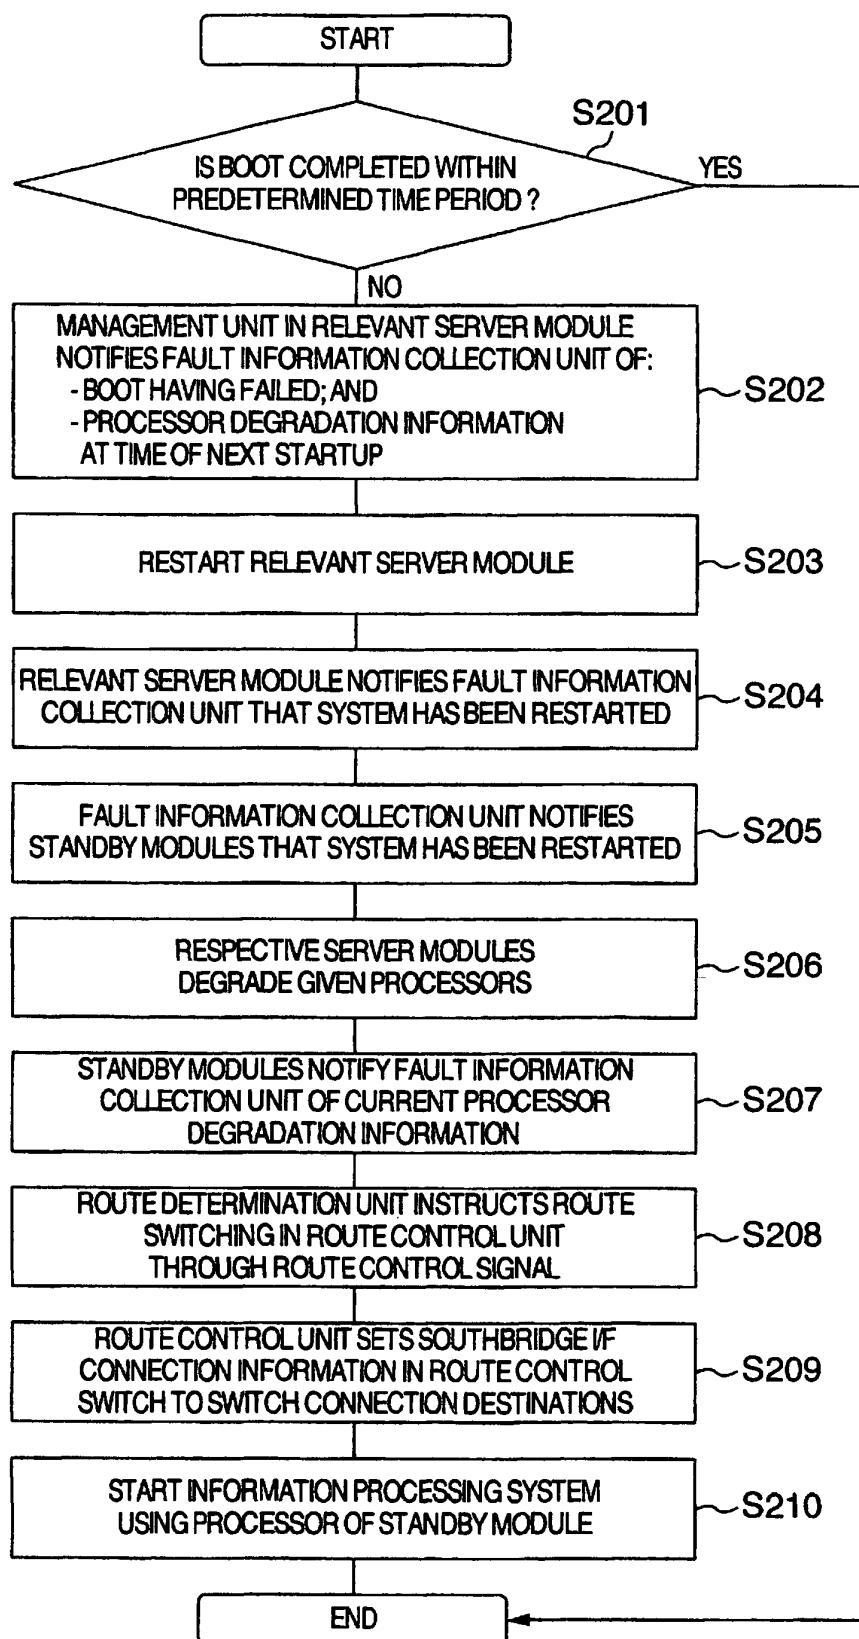 START
S201
IS BOOT COMPLETED WITHIN
PREDETERMINED TIME PERIOD ?
YES
NO
MANAGEMENT UNIT IN RELEVANT SERVER MODULE
NOTIFIES FAULT INFORMATION COLLECTION UNIT OF:
- BOOT HAVING FAILED; AND
- PROCESSOR DEGRADATION INFORMATION
AT TIME OF NEXT STARTUP
S202
RESTART RELEVANT SERVER MODULE
S203
RELEVANT SERVER MODULE NOTIFIES FAULT INFORMATION
COLLECTION UNIT THAT SYSTEM HAS BEEN RESTARTED
S204
FAULT INFORMATION COLLECTION UNIT NOTIFIES
STANDBY MODULES THAT SYSTEM HAS BEEN RESTARTED
S205
RESPECTIVE SERVER MODULES
DEGRADE GIVEN PROCESSORS
S206
STANDBY MODULES NOTIFY FAULT INFORMATION
COLLECTION UNIT OF CURRENT PROCESSOR
DEGRADATION INFORMATION
S207
ROUTE DETERMINATION UNIT INSTRUCTS ROUTE
SWITCHING IN ROUTE CONTROL UNIT
THROUGH ROUTE CONTROL SIGNAL
S208
ROUTE CONTROL UNIT SETS SOUTHBRIDGE I/F
CONNECTION INFORMATION IN ROUTE CONTROL
SWITCH TO SWITCH CONNECTION DESTINATIONS
S209
START INFORMATION PROCESSING SYSTEM
USING PROCESSOR OF STANDBY MODULE
S210
END